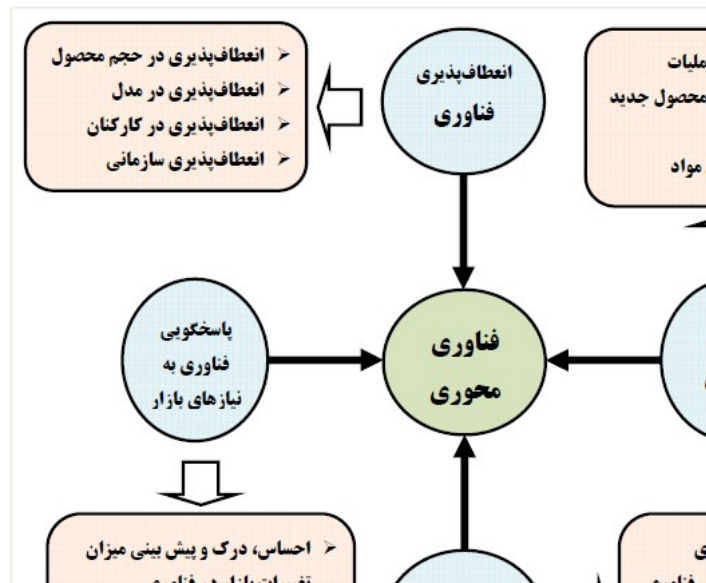 انعطاف‌پذیری در حجم محصول
انعطاف‌پذیری در مدل
انعطاف‌پذیری در کارکنان
انعطاف‌پذیری سازمانی
انعطاف‌پذیری
فناوری
محصول جدید
مواد
پاسخگویی
فناوری به
نیازهای بازار
فناوری
محوری
احساس، درک و پیش بینی میزان